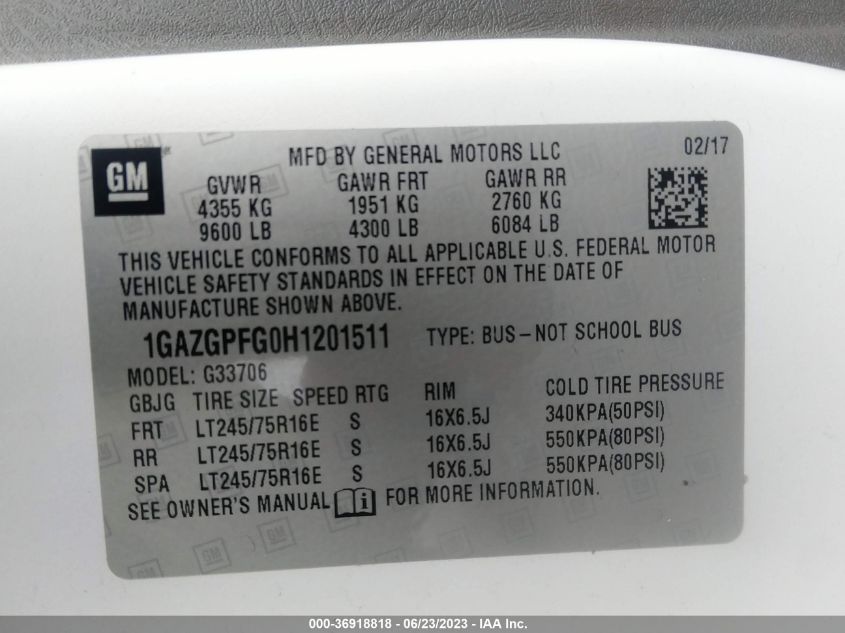 GM MFD BY GENERAL MOTORS LLC 02/17
GVWR GAWR FRT GAWR RR
4355 KG 1951 KG 2760 KG
9600 LB 4300 LB 6084 LB
THIS VEHICLE CONFORMS TO ALL APPLICABLE U.S. FEDERAL MOTOR
VEHICLE SAFETY STANDARDS IN EFFECT ON THE DATE OF
MANUFACTURE SHOWN ABOVE.
1GAZGPFG0H1201511 TYPE: BUS-NOT SCHOOL BUS
MODEL: G33706
GBJG TIRE SIZE SPEED RTG RIM COLD TIRE PRESSURE
FRT LT245/75R16E S 16X6.5J 340KPA(50PSI)
RR LT245/75R16E S 16X6.5J 550KPA(80PSI)
SPA LT245/75R16E S 16X6.5J 550KPA(80PSI)
SEE OWNER'S MANUAL i FOR MORE INFORMATION.
000-36918818 - 06/23/2023 - IAA Inc.